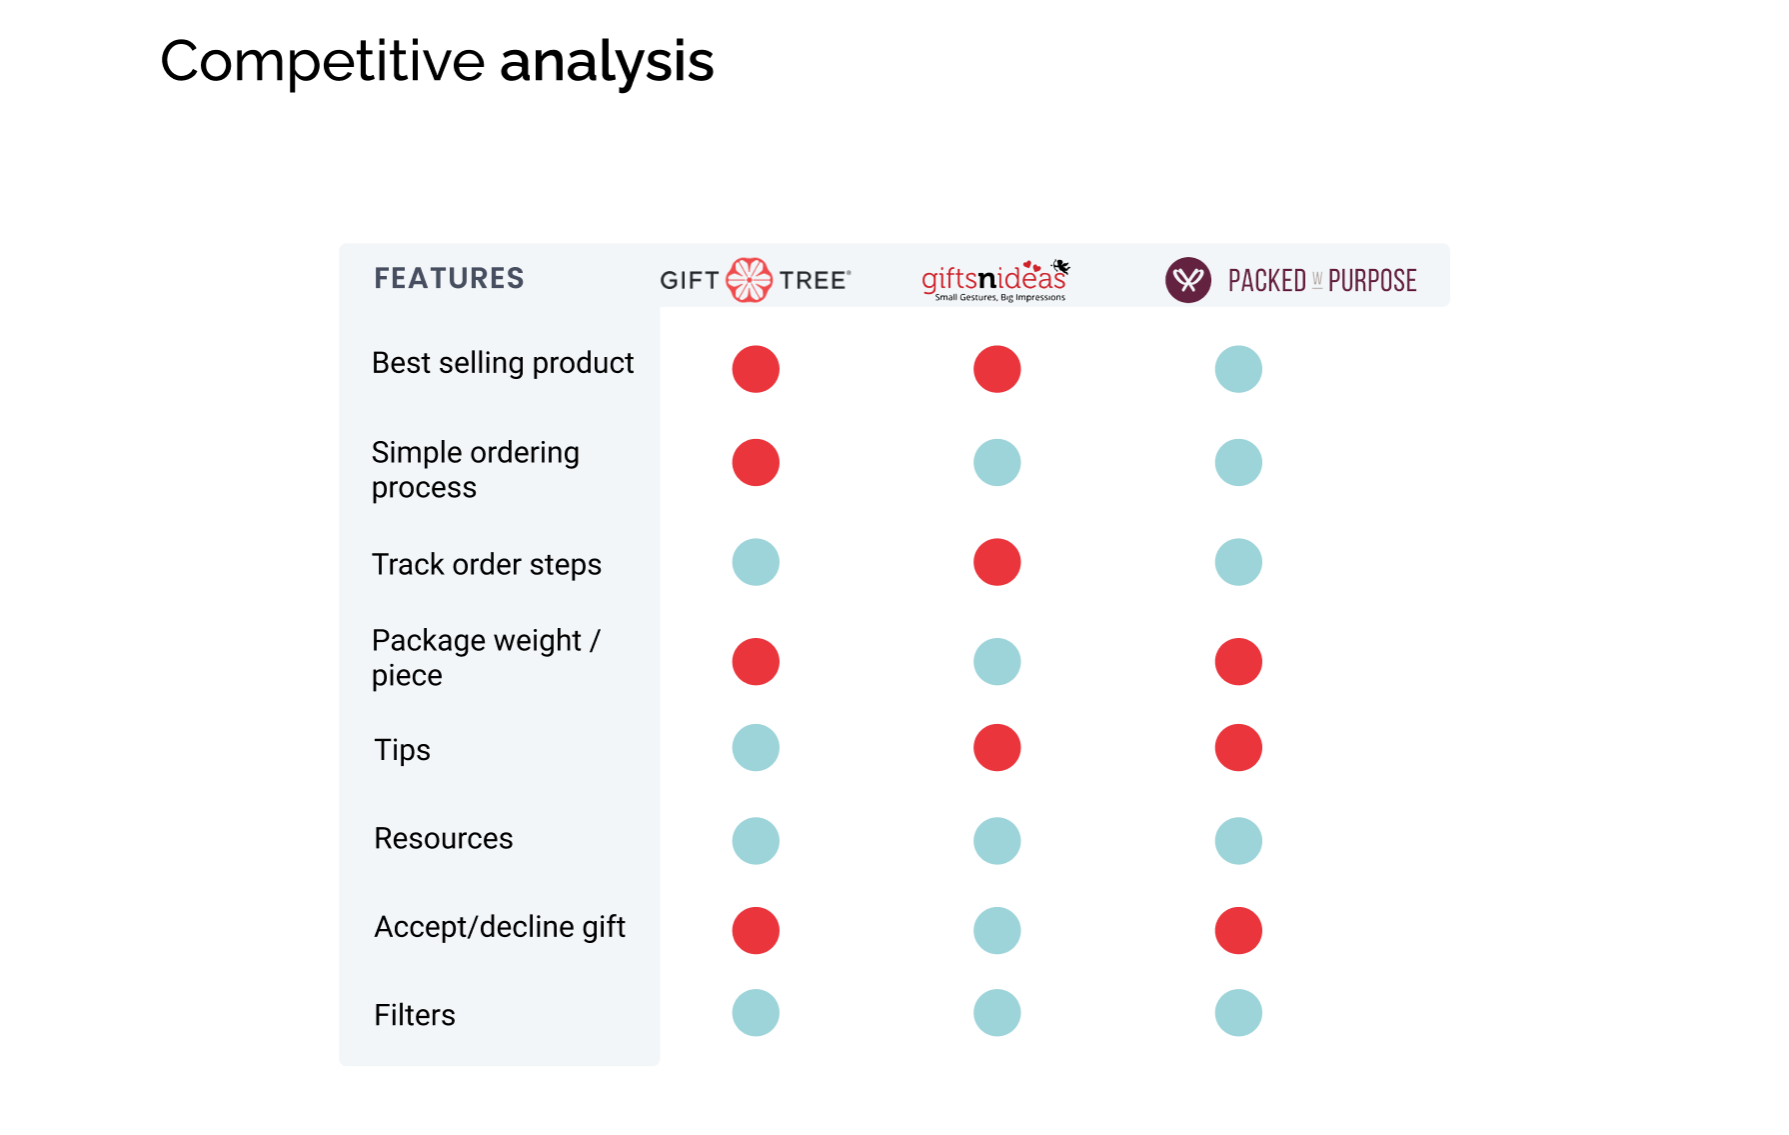 Competitive analysis
FEATURES
GIFT TREE®
giftsnideas
Small Gestures, Big Impressions
PACKED W PURPOSE
Best selling product
Simple ordering
process
Track order steps
Package weight /
piece
Tips
Resources
Accept/decline gift
Filters